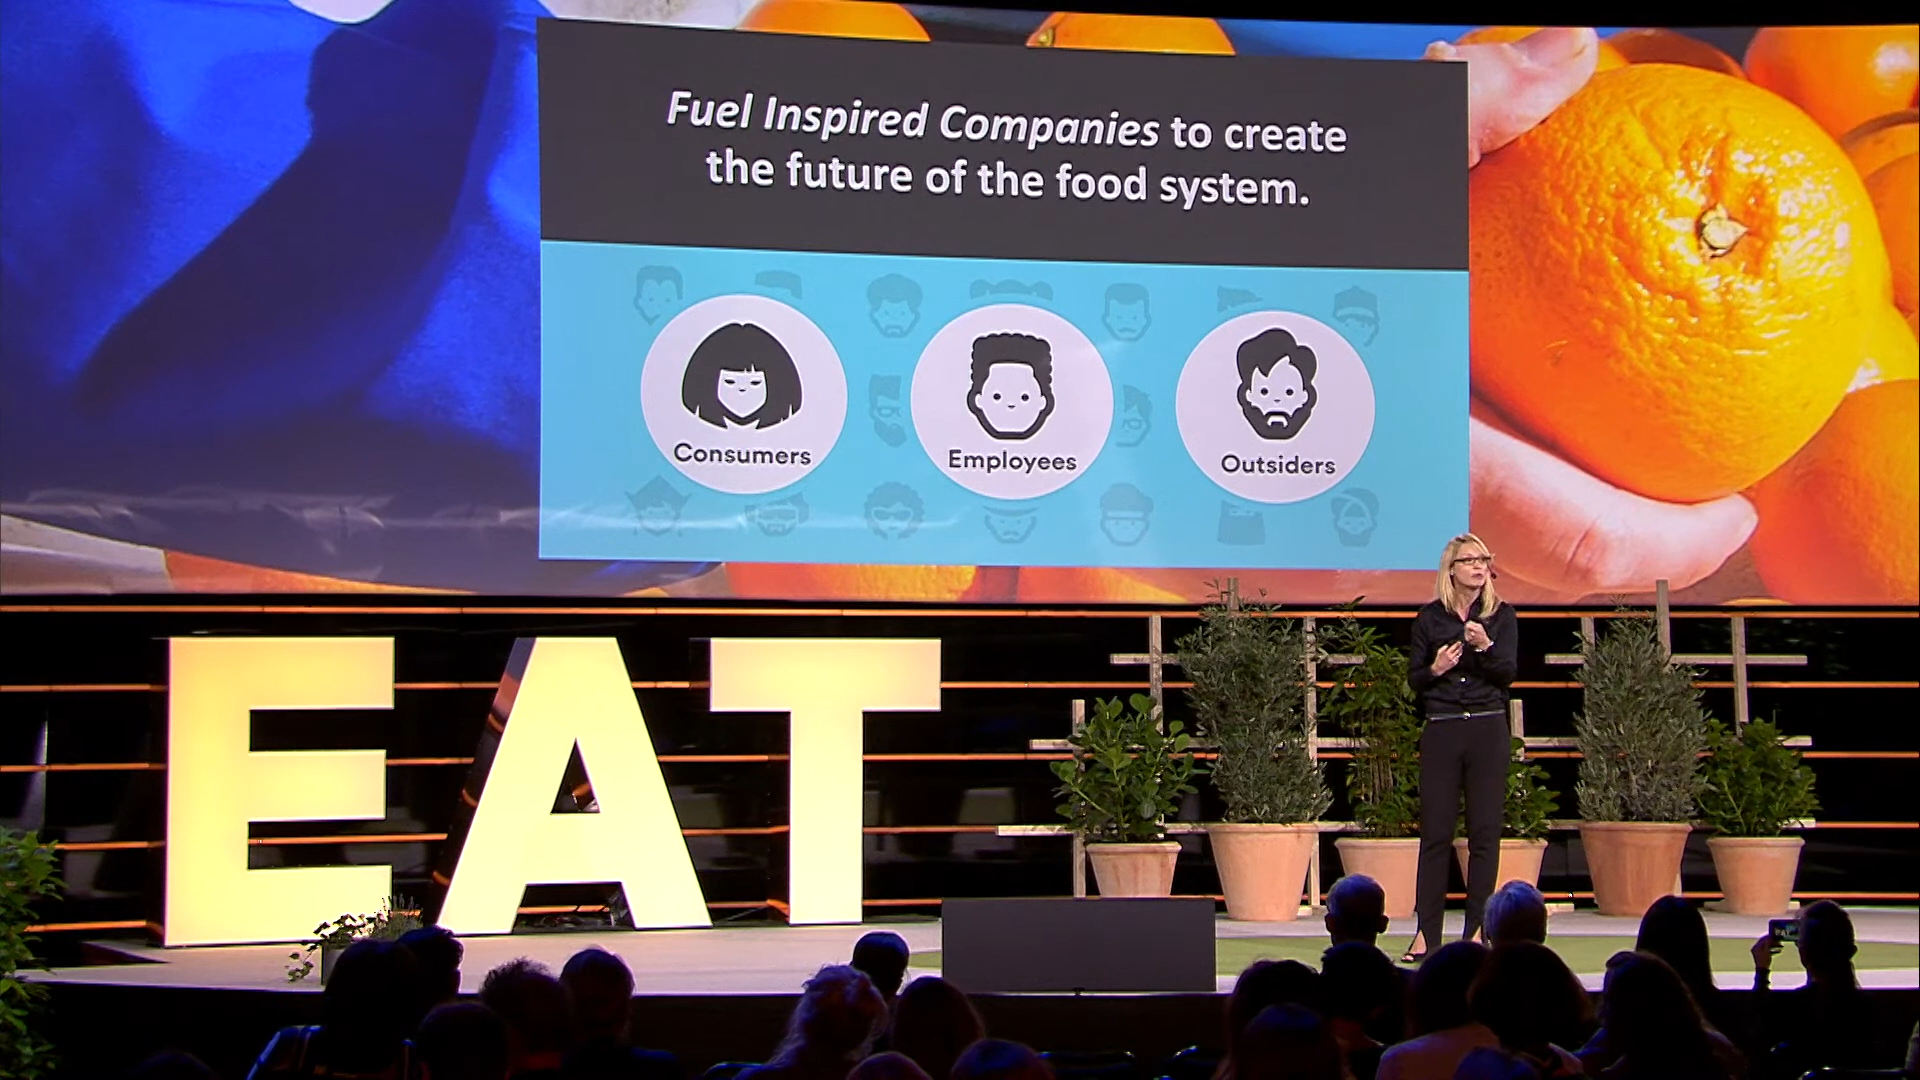 Fuel Inspired Companies to create
the future of the food system.
Consumers
Employees
Outsiders
EAT